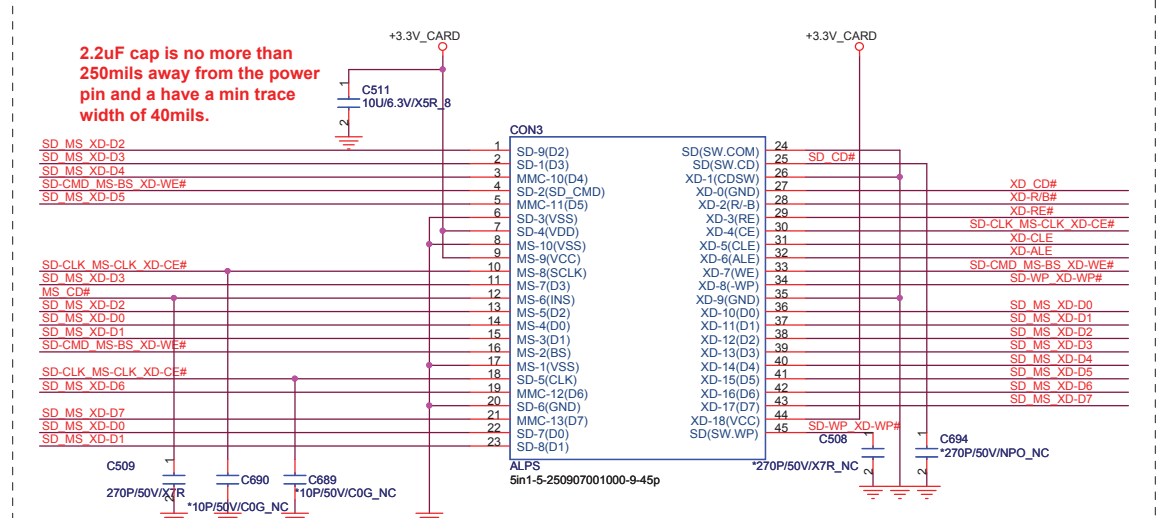 +3.3V_CARD
+3.3V_CARD
2.2uF cap is no more than
250mils away from the power
pin and a have a min trace
width of 40mils.
1
C511
10U/6.3V/X5R_8
2
CON3
SD_MS_XD-D2 1 SD-9(D2)
SD_MS_XD-D3 2 SD-1(D3)
SD_MS_XD-D4 3 MMC-10(D4)
SD-CMD_MS-BS_XD-WE# 4 SD-2(SD_CMD)
SD_MS_XD-D5 5 MMC-11(D5)
6 SD-3(VSS)
7 SD-4(VDD)
8 MS-10(VSS)
9 MS-9(VCC)
SD-CLK_MS-CLK_XD-CE# 10 MS-8(SCLK)
SD_MS_XD-D3 11 MS-7(D3)
MS_CD# 12 MS-6(INS)
SD_MS_XD-D2 13 MS-5(D2)
SD_MS_XD-D0 14 MS-4(D0)
SD_MS_XD-D1 15 MS-3(D1)
SD-CMD_MS-BS_XD-WE# 16 MS-2(BS)
17 MS-1(VSS)
SD-CLK_MS-CLK_XD-CE# 18 SD-5(CLK)
SD_MS_XD-D6 19 MMC-12(D6)
20 SD-6(GND)
SD_MS_XD-D7 21 MMC-13(D7)
SD_MS_XD-D0 22 SD-7(D0)
SD_MS_XD-D1 23 SD-8(D1)
SD(SW.COM) 24
SD(SW.CD) 25 SD_CD#
XD-1(CDSW) 26
XD-0(GND) 27 XD_CD#
XD-2(R/-B) 28 XD-R/B#
XD-3(RE) 29 XD-RE#
XD-4(CE) 30 SD-CLK_MS-CLK_XD-CE#
XD-5(CLE) 31 XD-CLE
XD-6(ALE) 32 XD-ALE
XD-7(WE) 33 SD-CMD_MS-BS_XD-WE#
XD-8(-WP) 34 SD-WP_XD-WP#
XD-9(GND) 35
XD-10(D0) 36 SD_MS_XD-D0
XD-11(D1) 37 SD_MS_XD-D1
XD-12(D2) 38 SD_MS_XD-D2
XD-13(D3) 39 SD_MS_XD-D3
XD-14(D4) 40 SD_MS_XD-D4
XD-15(D5) 41 SD_MS_XD-D5
XD-16(D6) 42 SD_MS_XD-D6
XD-17(D7) 43 SD_MS_XD-D7
XD-18(VCC) 44
SD(SW.WP) 45 SD-WP_XD-WP#
ALPS
5in1-5-250907001000-9-45p
C509
1
270P/50V/X7R
2
1
C690
2
*10P/50V/C0G_NC
1
C689
2
*10P/50V/C0G_NC
C508
1
*270P/50V/X7R_NC
2
1
C694
*270P/50V/NPO_NC
2